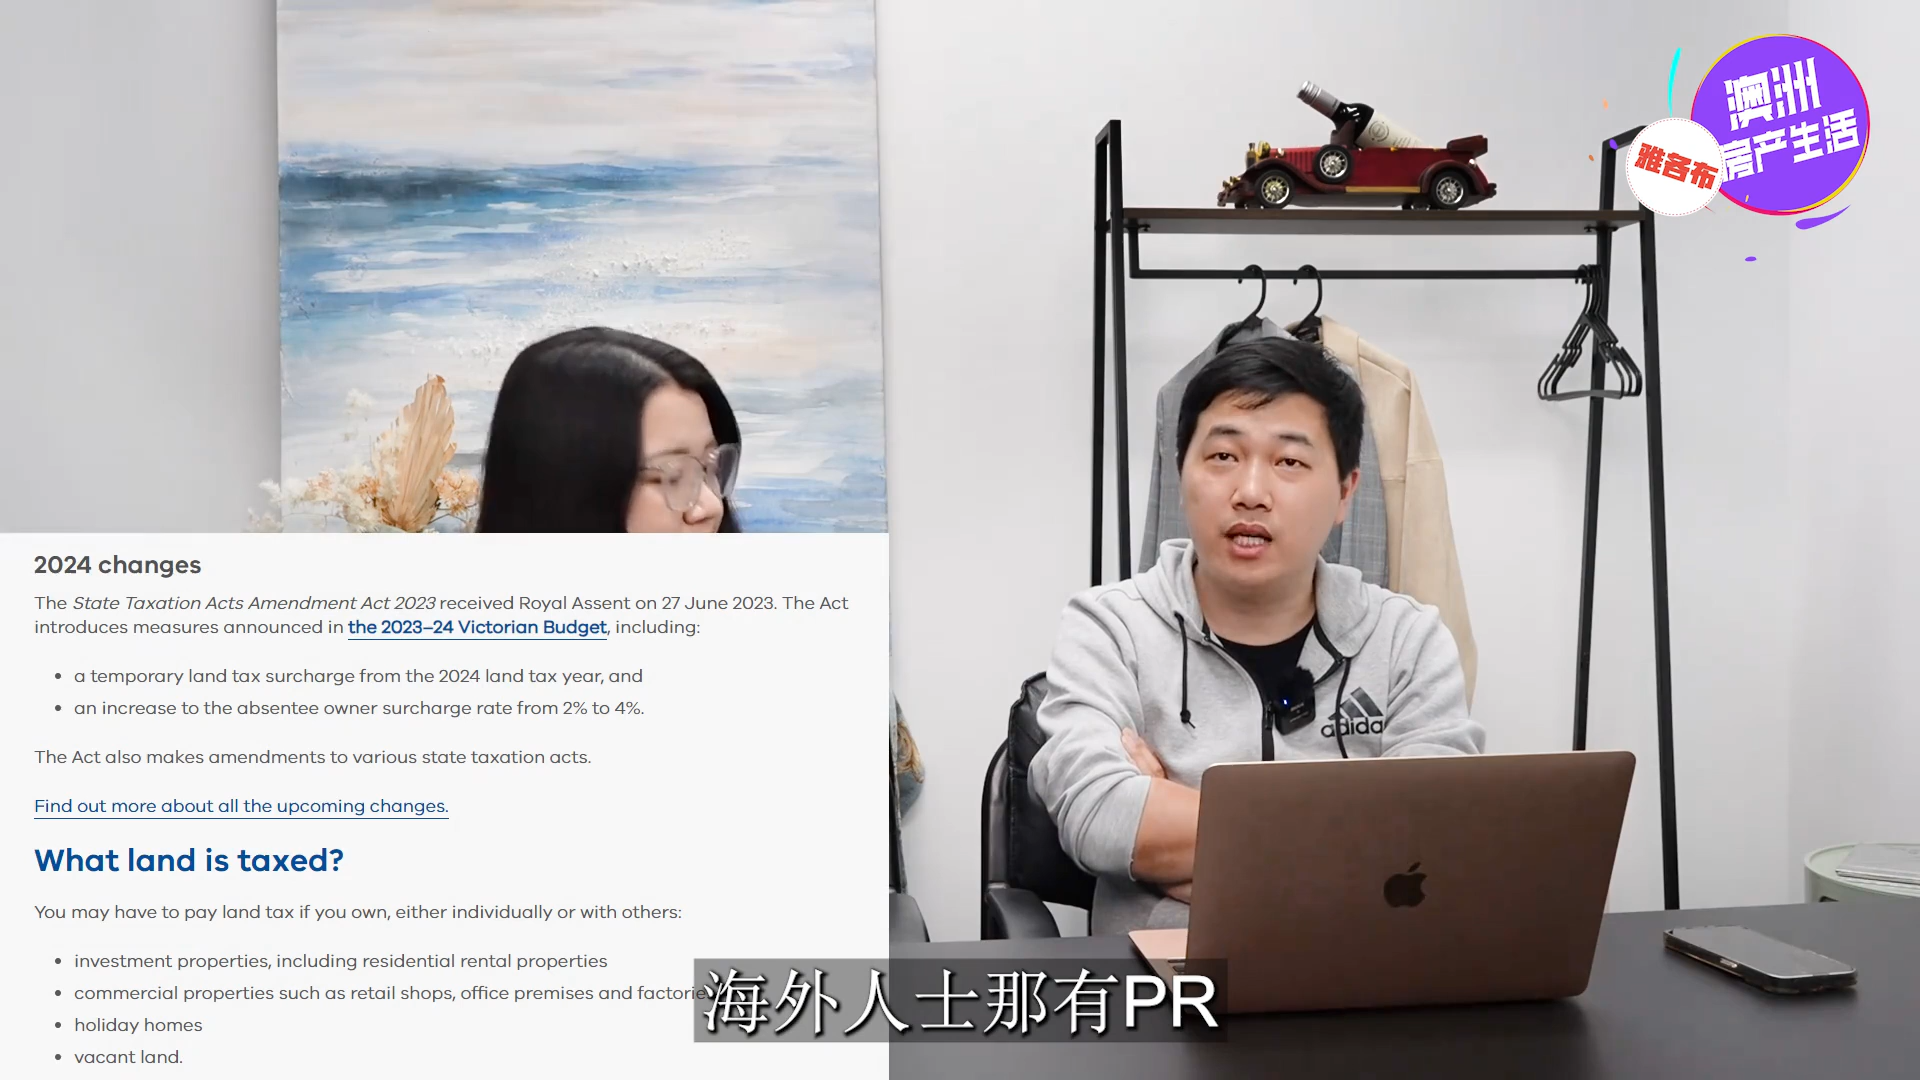 澳洲
房产生活
雅各布
adidas
2024 changes
The State Taxation Acts Amendment Act 2023 received Royal Assent on 27 June 2023. The Act
introduces measures announced in the 2023–24 Victorian Budget, including:
• a temporary land tax surcharge from the 2024 land tax year, and
• an increase to the absentee owner surcharge rate from 2% to 4%.
The Act also makes amendments to various state taxation acts.
Find out more about all the upcoming changes.
What land is taxed?
You may have to pay land tax if you own, either individually or with others:
• investment properties, including residential rental properties
• commercial properties such as retail shops, office premises and factorie
• holiday homes
• vacant land.
海外人士那有PR